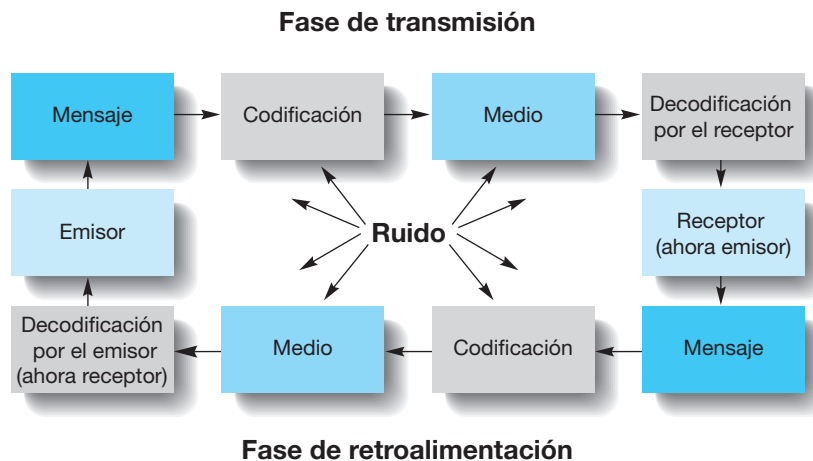 Fase de transmisión
Mensaje
Codificación
Medio
Decodificación
por el receptor
Emisor
Ruido
Receptor
(ahora emisor)
Decodificación
por el emisor
(ahora receptor)
Medio
Codificación
Mensaje
Fase de retroalimentación